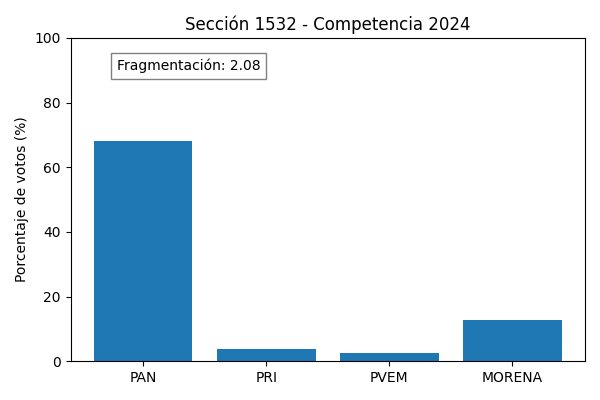 Sección 1532 - Competencia 2024
Fragmentación: 2.08
Porcentaje de votos (%)
100
80
60
40
20
0
PAN PRI PVEM MORENA